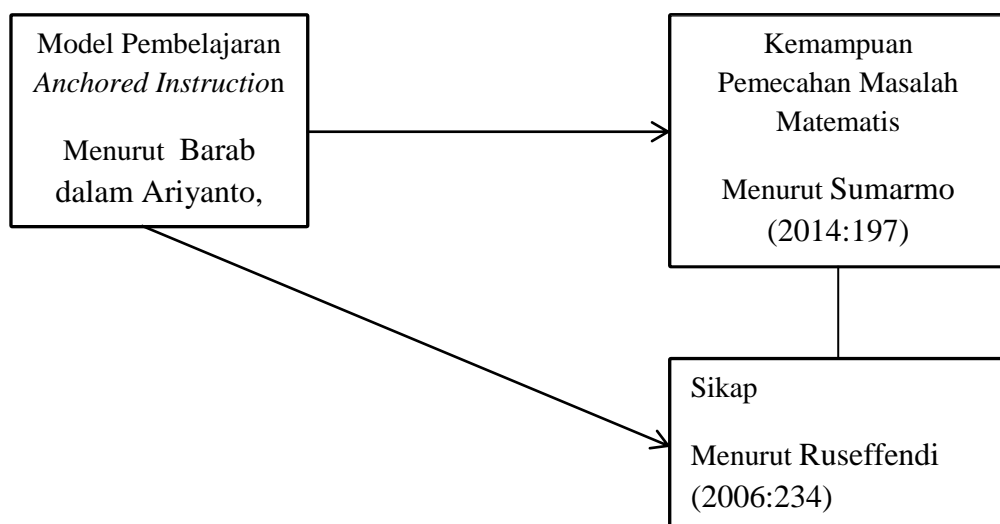 Model Pembelajaran
Anchored Instruction
Menurut Barab
dalam Ariyanto,
Kemampuan
Pemecahan Masalah
Matematis
Menurut Sumarmo
(2014:197)
Sikap
Menurut Ruseffendi
(2006:234)